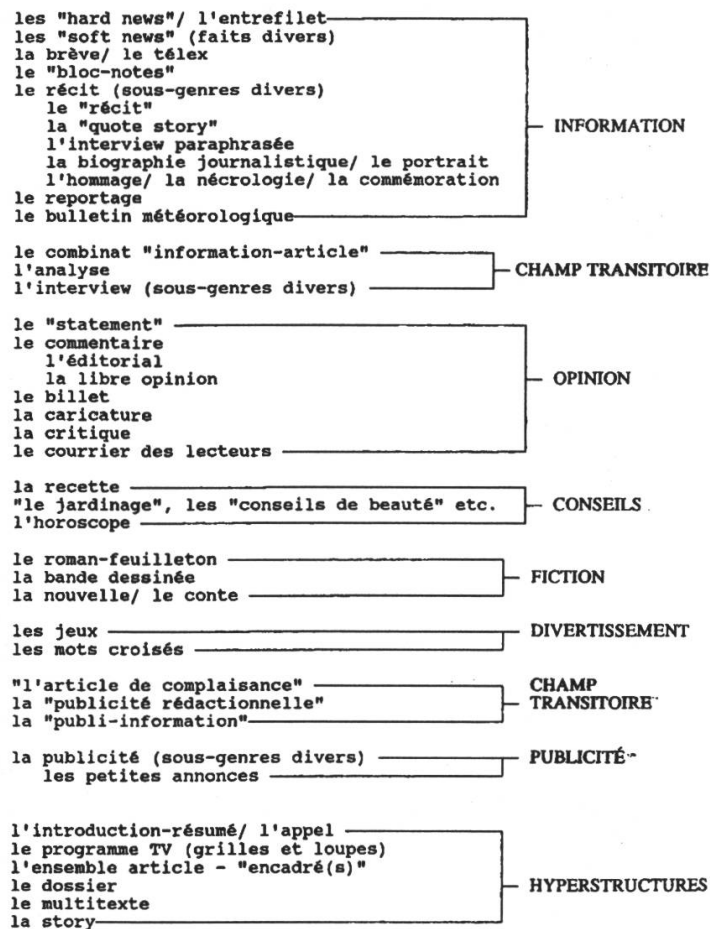 les "hard news"/ l'entrefilet
les "soft news" (faits divers)
la brève/ le télex
le "bloc-notes"
le récit (sous-genres divers)
le "récit"
la "quote story"
l'interview paraphrasée
INFORMATION
la biographie journalistique/ le portrait
l'hommage/ la nécrologie/ la commémoration
le reportage
le bulletin météorologique
le combinat "information-article"
l'analyse
CHAMP TRANSITOIRE
l'interview (sous-genres divers)
le "statement"
le commentaire
l'éditorial
la libre opinion
OPINION
le billet
la caricature
la critique
le courrier des lecteurs
la recette
"le jardinage", les "conseils de beauté" etc.
CONSEILS
l'horoscope
le roman-feuilleton
la bande dessinée
FICTION
la nouvelle/ le conte
les jeux
DIVERTISSEMENT
les mots croisés
"l'article de complaisance"
la "publicité rédactionnelle"
la "publi-information"
CHAMP
TRANSITOIRE
la publicité (sous-genres divers)
PUBLICITÉ
les petites annonces
l'introduction-résumé/ l'appel
le programme TV (grilles et loupes)
l'ensemble article - "encadré(s)"
le dossier
HYPERSTRUCTURES
le multitexte
la story